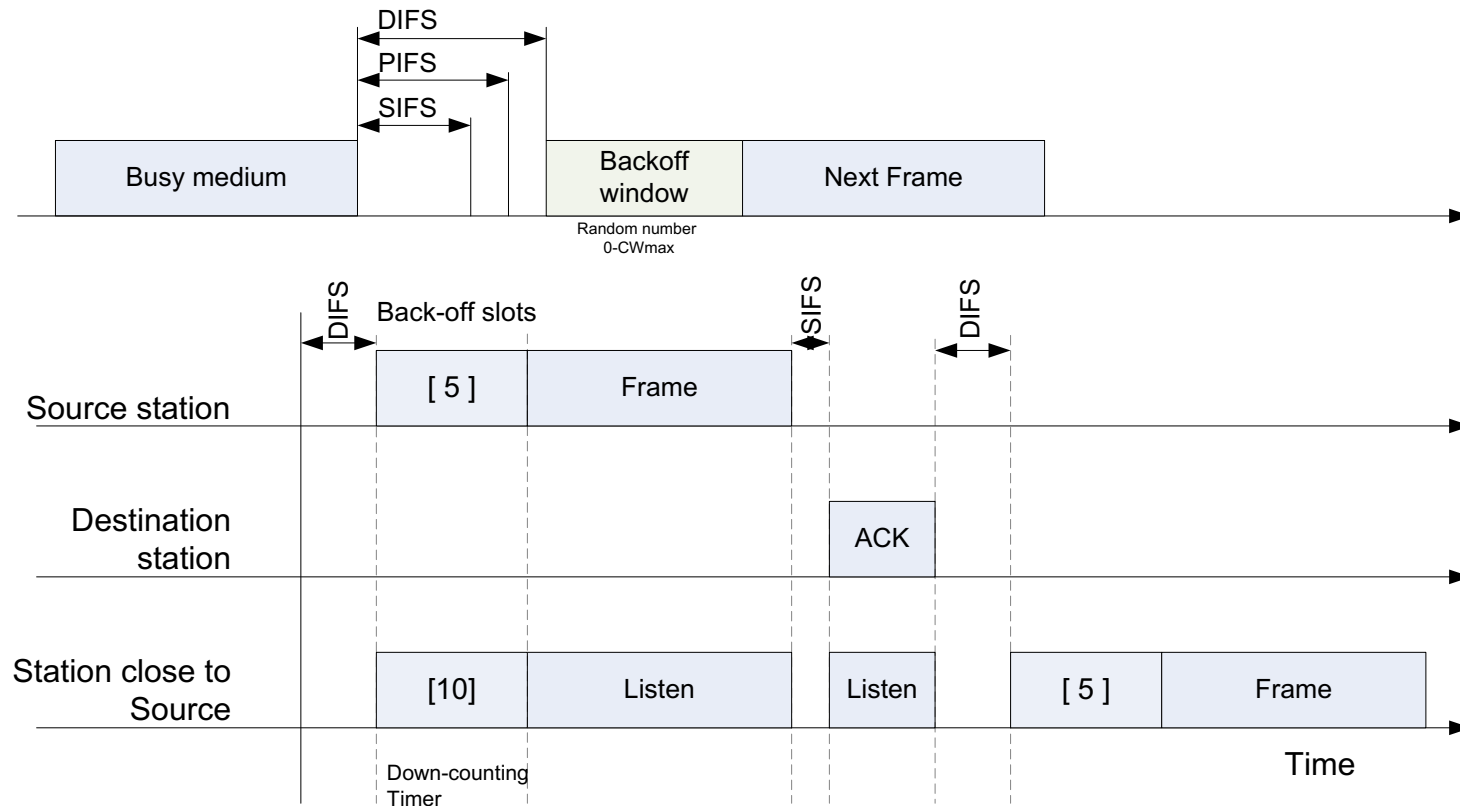 DIFS
PIFS
SIFS
Busy medium
Backoff
window
Next Frame
Random number
0-CWmax
DIFS
Back-off slots
SIFS
DIFS
Source station
[ 5 ]
Frame
Destination
station
ACK
Station close to
Source
[10]
Listen
Listen
[ 5 ]
Frame
Time
Down-counting
Timer